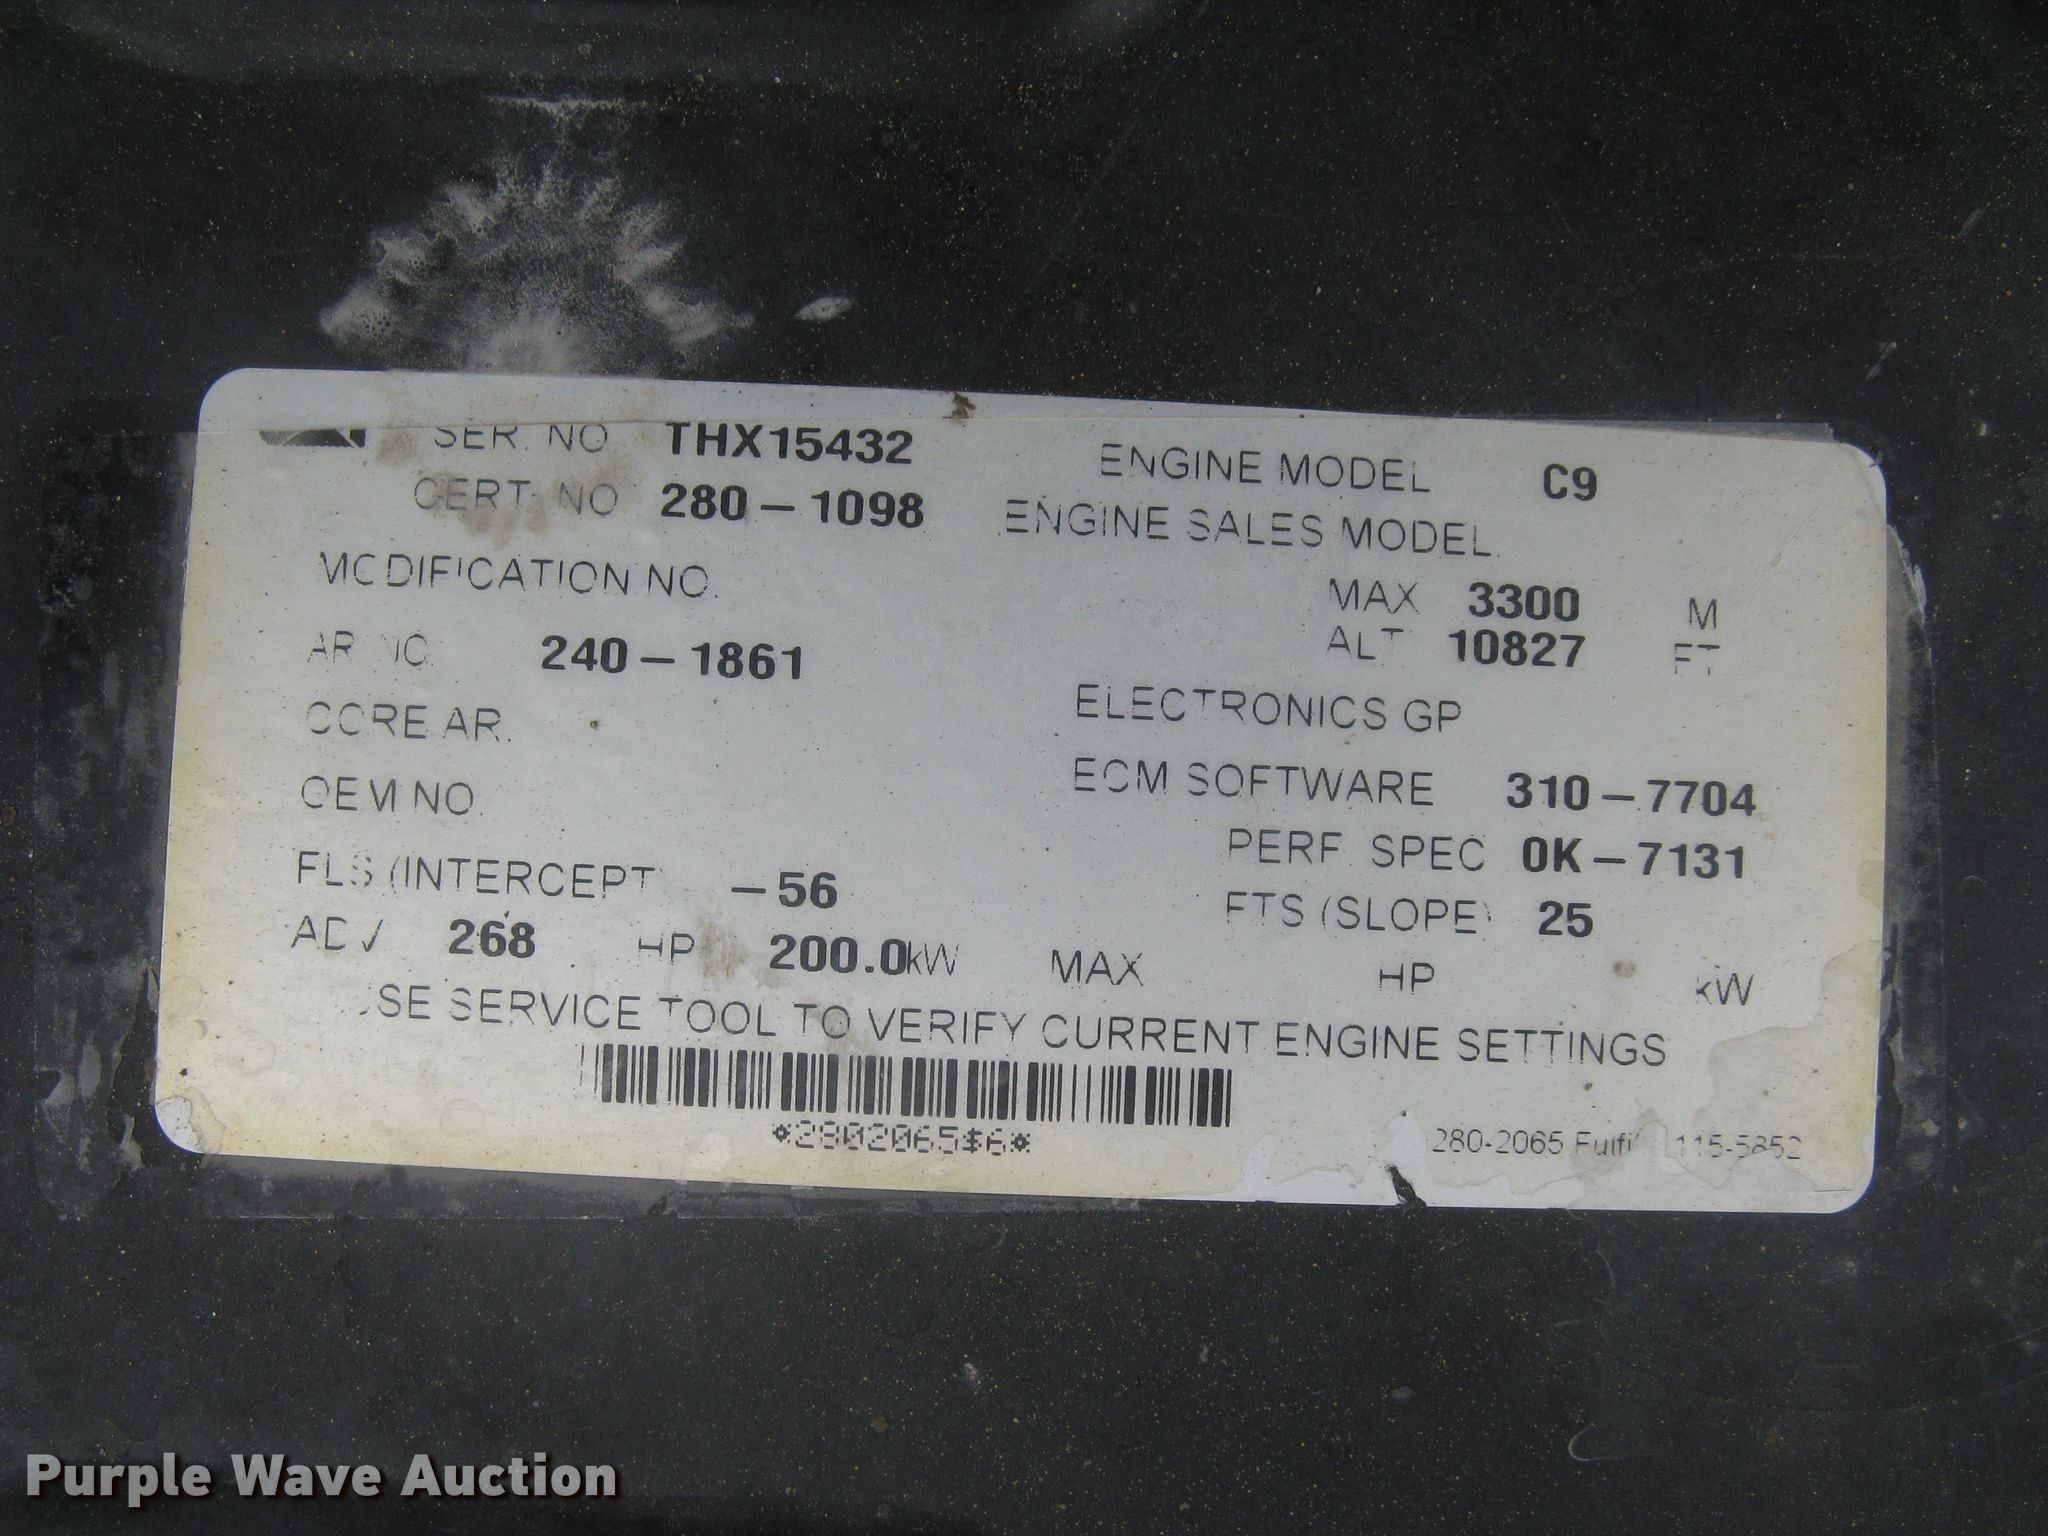 SER. NO THX15432
ENGINE MODEL C9
CERT NO 280-1098
ENGINE SALES MODEL
MODIFICATION NO.
MAX 3300 M
ALT 10827 FT
AR NO. 240-1861
ELECTRONICS GP
CORE AR.
ECM SOFTWARE 310-7704
OEM NO.
PERF. SPEC 0K-7131
FLS (INTERCEPT) -56
FTS (SLOPE) 25
ADV 268 HP 200.0kW MAX HP kW
USE SERVICE TOOL TO VERIFY CURRENT ENGINE SETTINGS
*2802065$6*
280-2065 115-5852
Purple Wave Auction